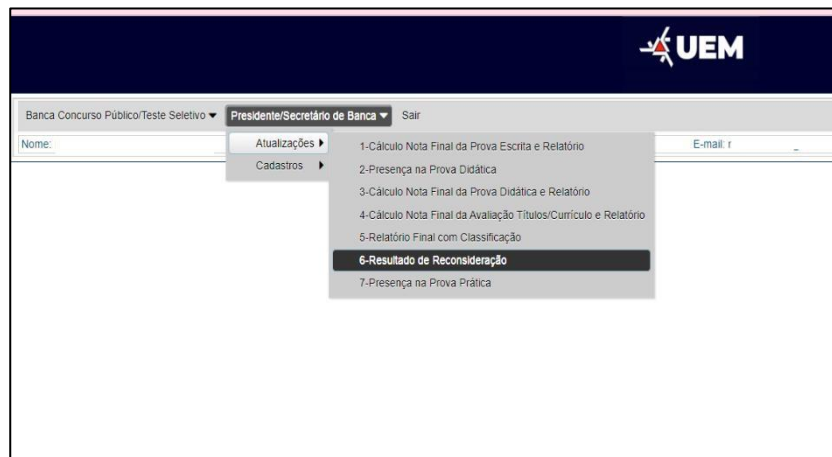 UEM
Banca Concurso Público/Teste Seletivo Presidente/Secretário de Banca Sair
Nome: E-mail: r
Atualizações
Cadastros
1-Cálculo Nota Final da Prova Escrita e Relatório
2-Presença na Prova Didática
3-Cálculo Nota Final da Prova Didática e Relatório
4-Cálculo Nota Final da Avaliação Títulos/Currículo e Relatório
5-Relatório Final com Classificação
6-Resultado de Reconsideração
7-Presença na Prova Prática